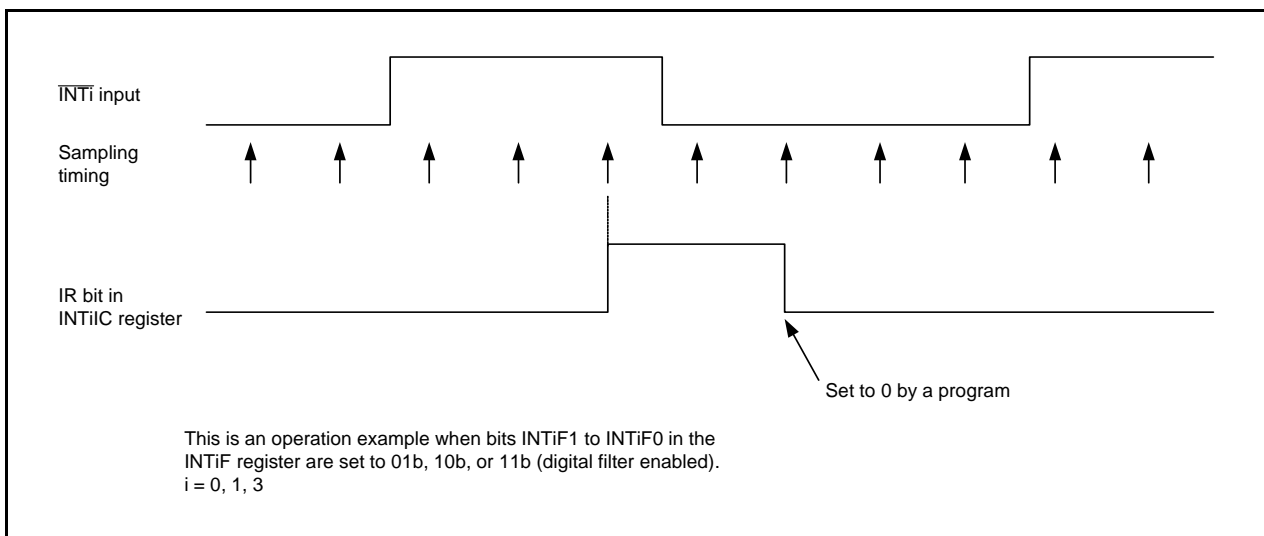 INTi input
Sampling
timing
IR bit in
INTiIC register
Set to 0 by a program
This is an operation example when bits INTiF1 to INTiF0 in the
INTiF register are set to 01b, 10b, or 11b (digital filter enabled).
i = 0, 1, 3